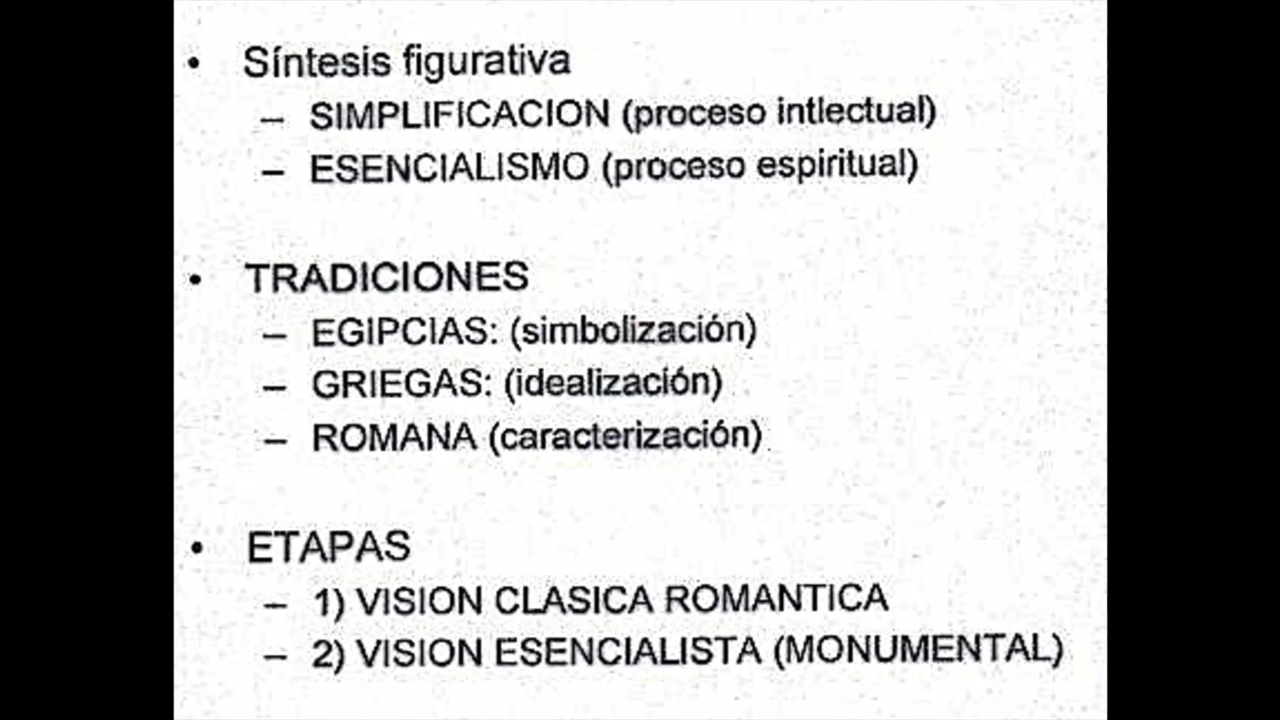 • Síntesis figurativa
– SIMPLIFICACION (proceso intlectual)
– ESENCIALISMO (proceso espiritual)
• TRADICIONES
– EGIPCIAS: (simbolización)
– GRIEGAS: (idealización)
– ROMANA (caracterización)
• ETAPAS
– 1) VISION CLASICA ROMANTICA
– 2) VISION ESENCIALISTA (MONUMENTAL)